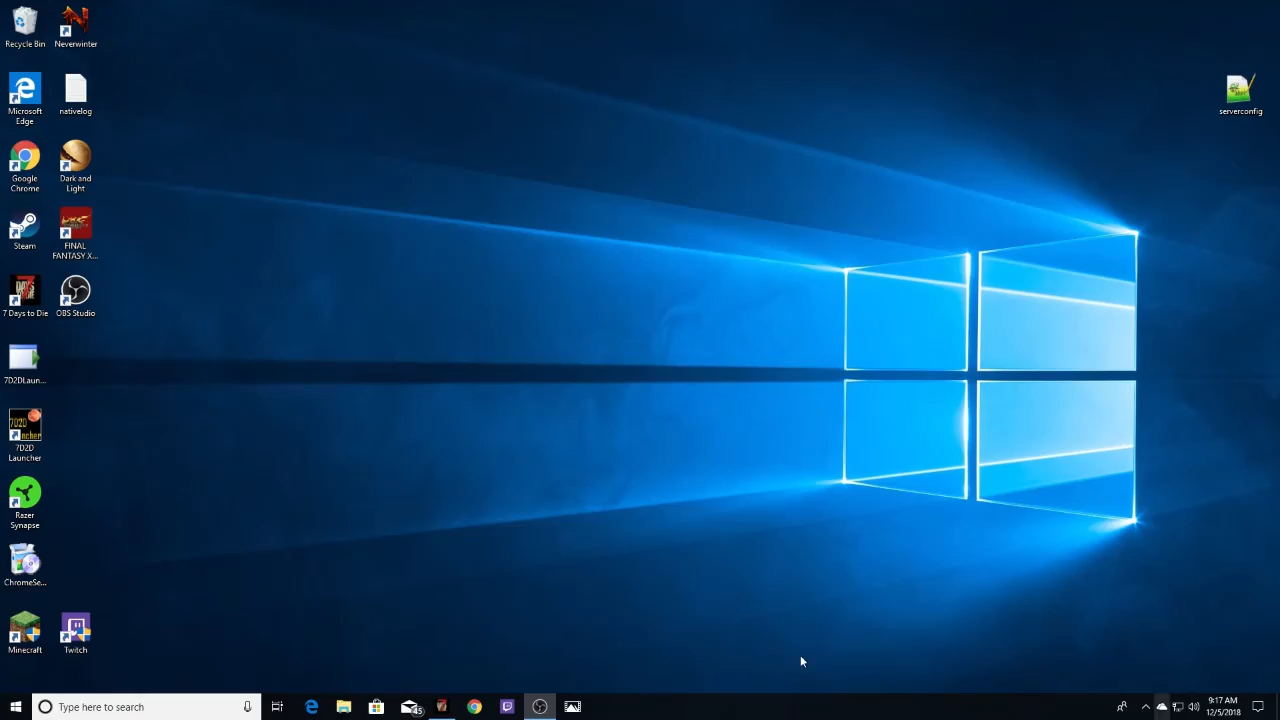 Recycle Bin
Neverwinter
Microsoft
Edge
nativelog
serverconfig
Google
Chrome
Dark and
Light
Steam
FINAL
FANTASY X...
7 Days to Die
OBS Studio
7D2DLaun...
7D2D
Launcher
Razer
Synapse
ChromeSe...
Minecraft
Twitch
Type here to search
9:17 AM
12/5/2018